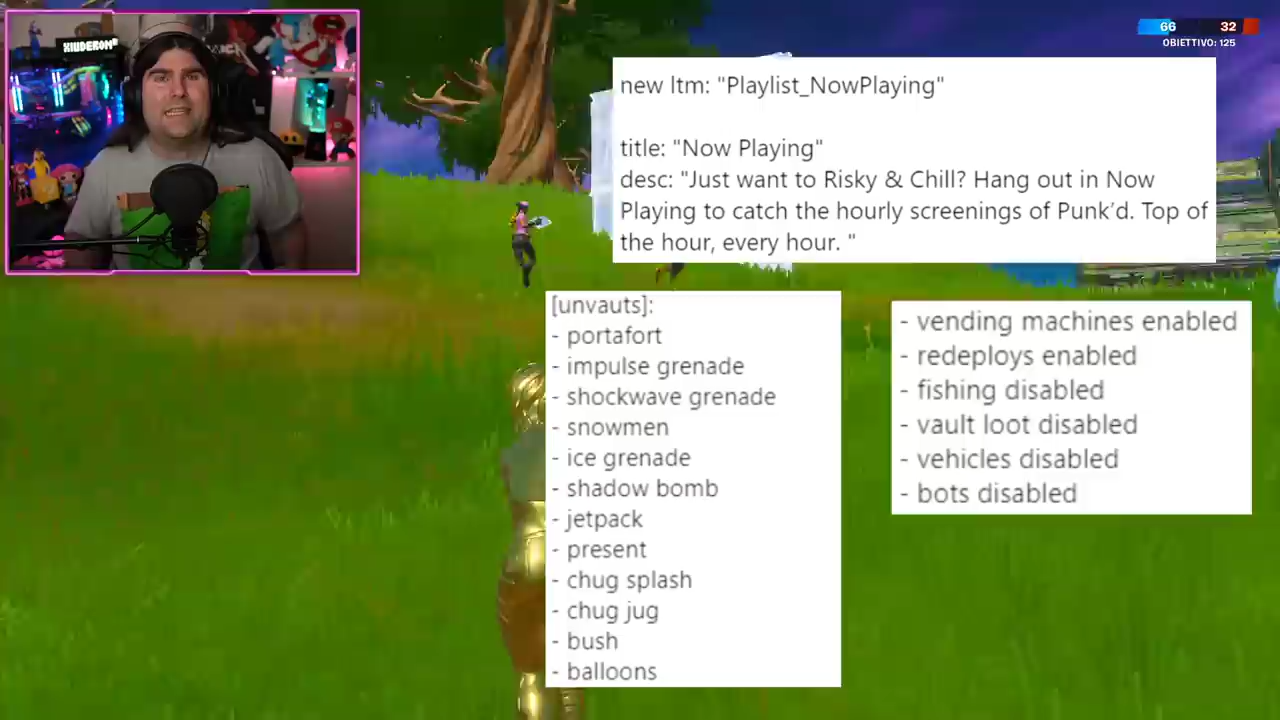 XIUDEROM
66 32
OBIETTIVO: 125
new ltm: "Playlist_NowPlaying"
title: "Now Playing"
desc: "Just want to Risky & Chill? Hang out in Now
Playing to catch the hourly screenings of Punk'd. Top of
the hour, every hour. "
[unvauts]:
- portafort
- impulse grenade
- shockwave grenade
- snowmen
- ice grenade
- shadow bomb
- jetpack
- present
- chug splash
- chug jug
- bush
- balloons
- vending machines enabled
- redeploys enabled
- fishing disabled
- vault loot disabled
- vehicles disabled
- bots disabled